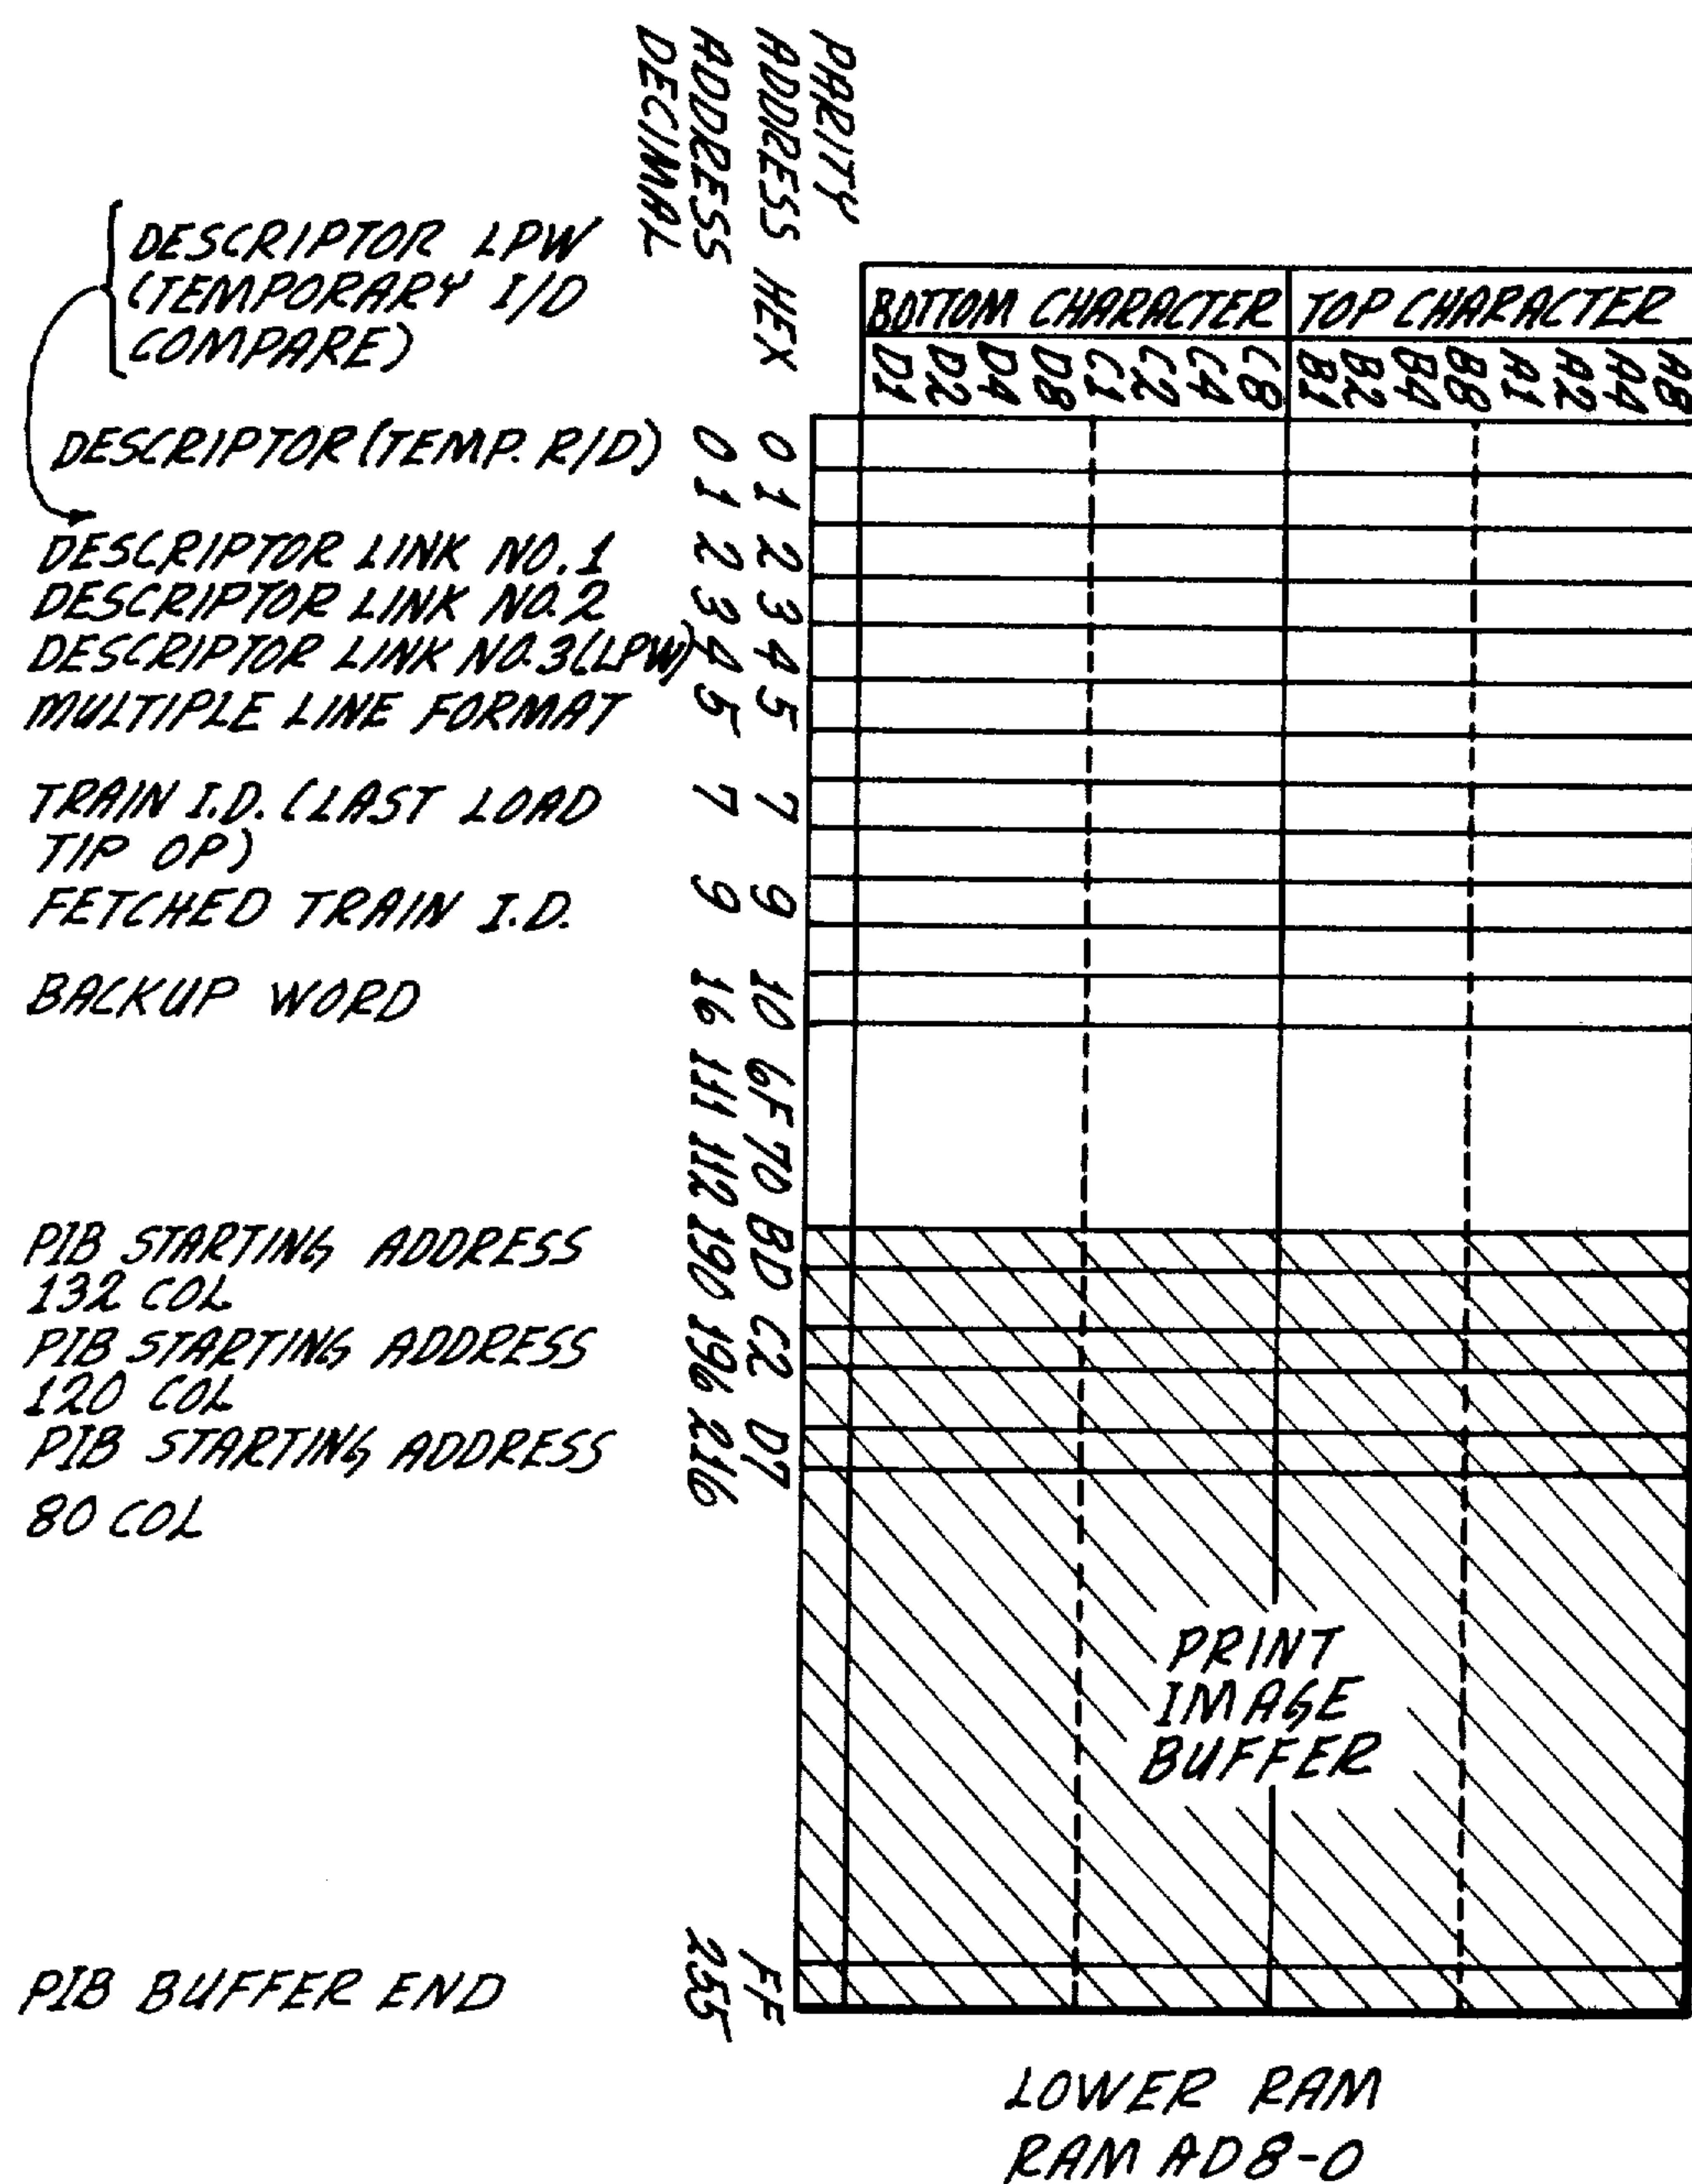 PARITY
ADDRESS HEX
ADDRESS
DECIMAL
DESCRIPTOR LPW
(TEMPORARY I/D
COMPARE)
BOTTOM CHARACTER TOP CHARACTER
D1 D2 D4 D8 C1 C2 C4 C8 B1 B2 B4 B8 A1 A2 A4 A8
DESCRIPTOR (TEMP. R/D) 0 0
1 1
DESCRIPTOR LINK NO. 1 2 2
DESCRIPTOR LINK NO. 2 3 3
DESCRIPTOR LINK NO. 3 (LPW) 4 4
MULTIPLE LINE FORMAT 5 5
TRAIN I.D. (LAST LOAD 7 7
TIP OP)
FETCHED TRAIN I.D. 9 9
BACKUP WORD 16 10
111 6F
112 70
PIB STARTING ADDRESS 190 BD
132 COL
PIB STARTING ADDRESS 196 C2
120 COL
PIB STARTING ADDRESS 216 D7
80 COL
PRINT
IMAGE
BUFFER
PIB BUFFER END 255 FF
LOWER RAM
RAM AD8-0